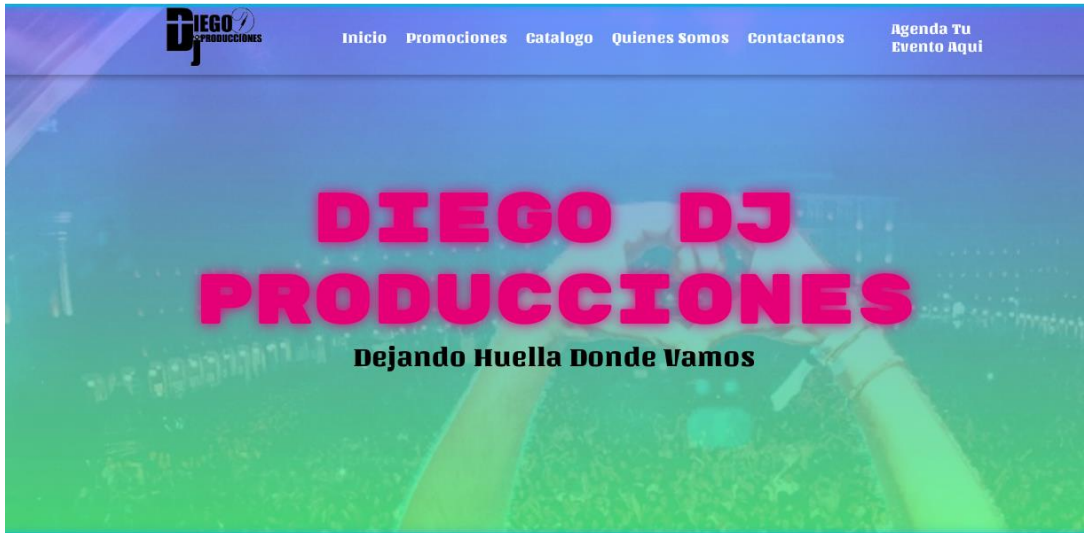 DIEGO
PRODUCCIONES
DJ
Inicio Promociones Catalogo Quienes Somos Contactanos
Agenda Tu
Evento Aqui
DIEGO DJ
PRODUCCIONES
Dejando Huella Donde Vamos